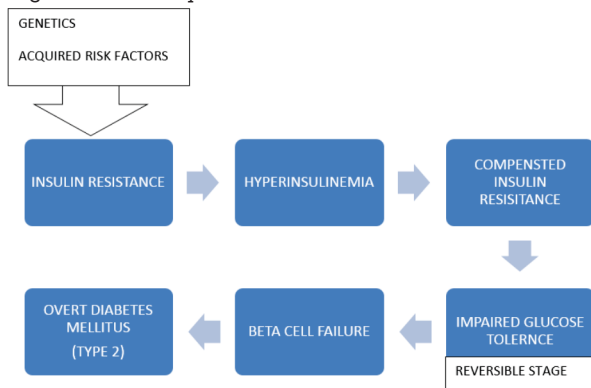 GENETICS
ACQUIRED RISK FACTORS
INSULIN RESISTANCE
HYPERINSULINEMIA
COMPENSTED
INSULIN
RESISITANCE
IMPAIRED GLUCOSE
TOLERNCE
REVERSIBLE STAGE
BETA CELL FAILURE
OVERT DIABETES
MELLITUS
(TYPE 2)